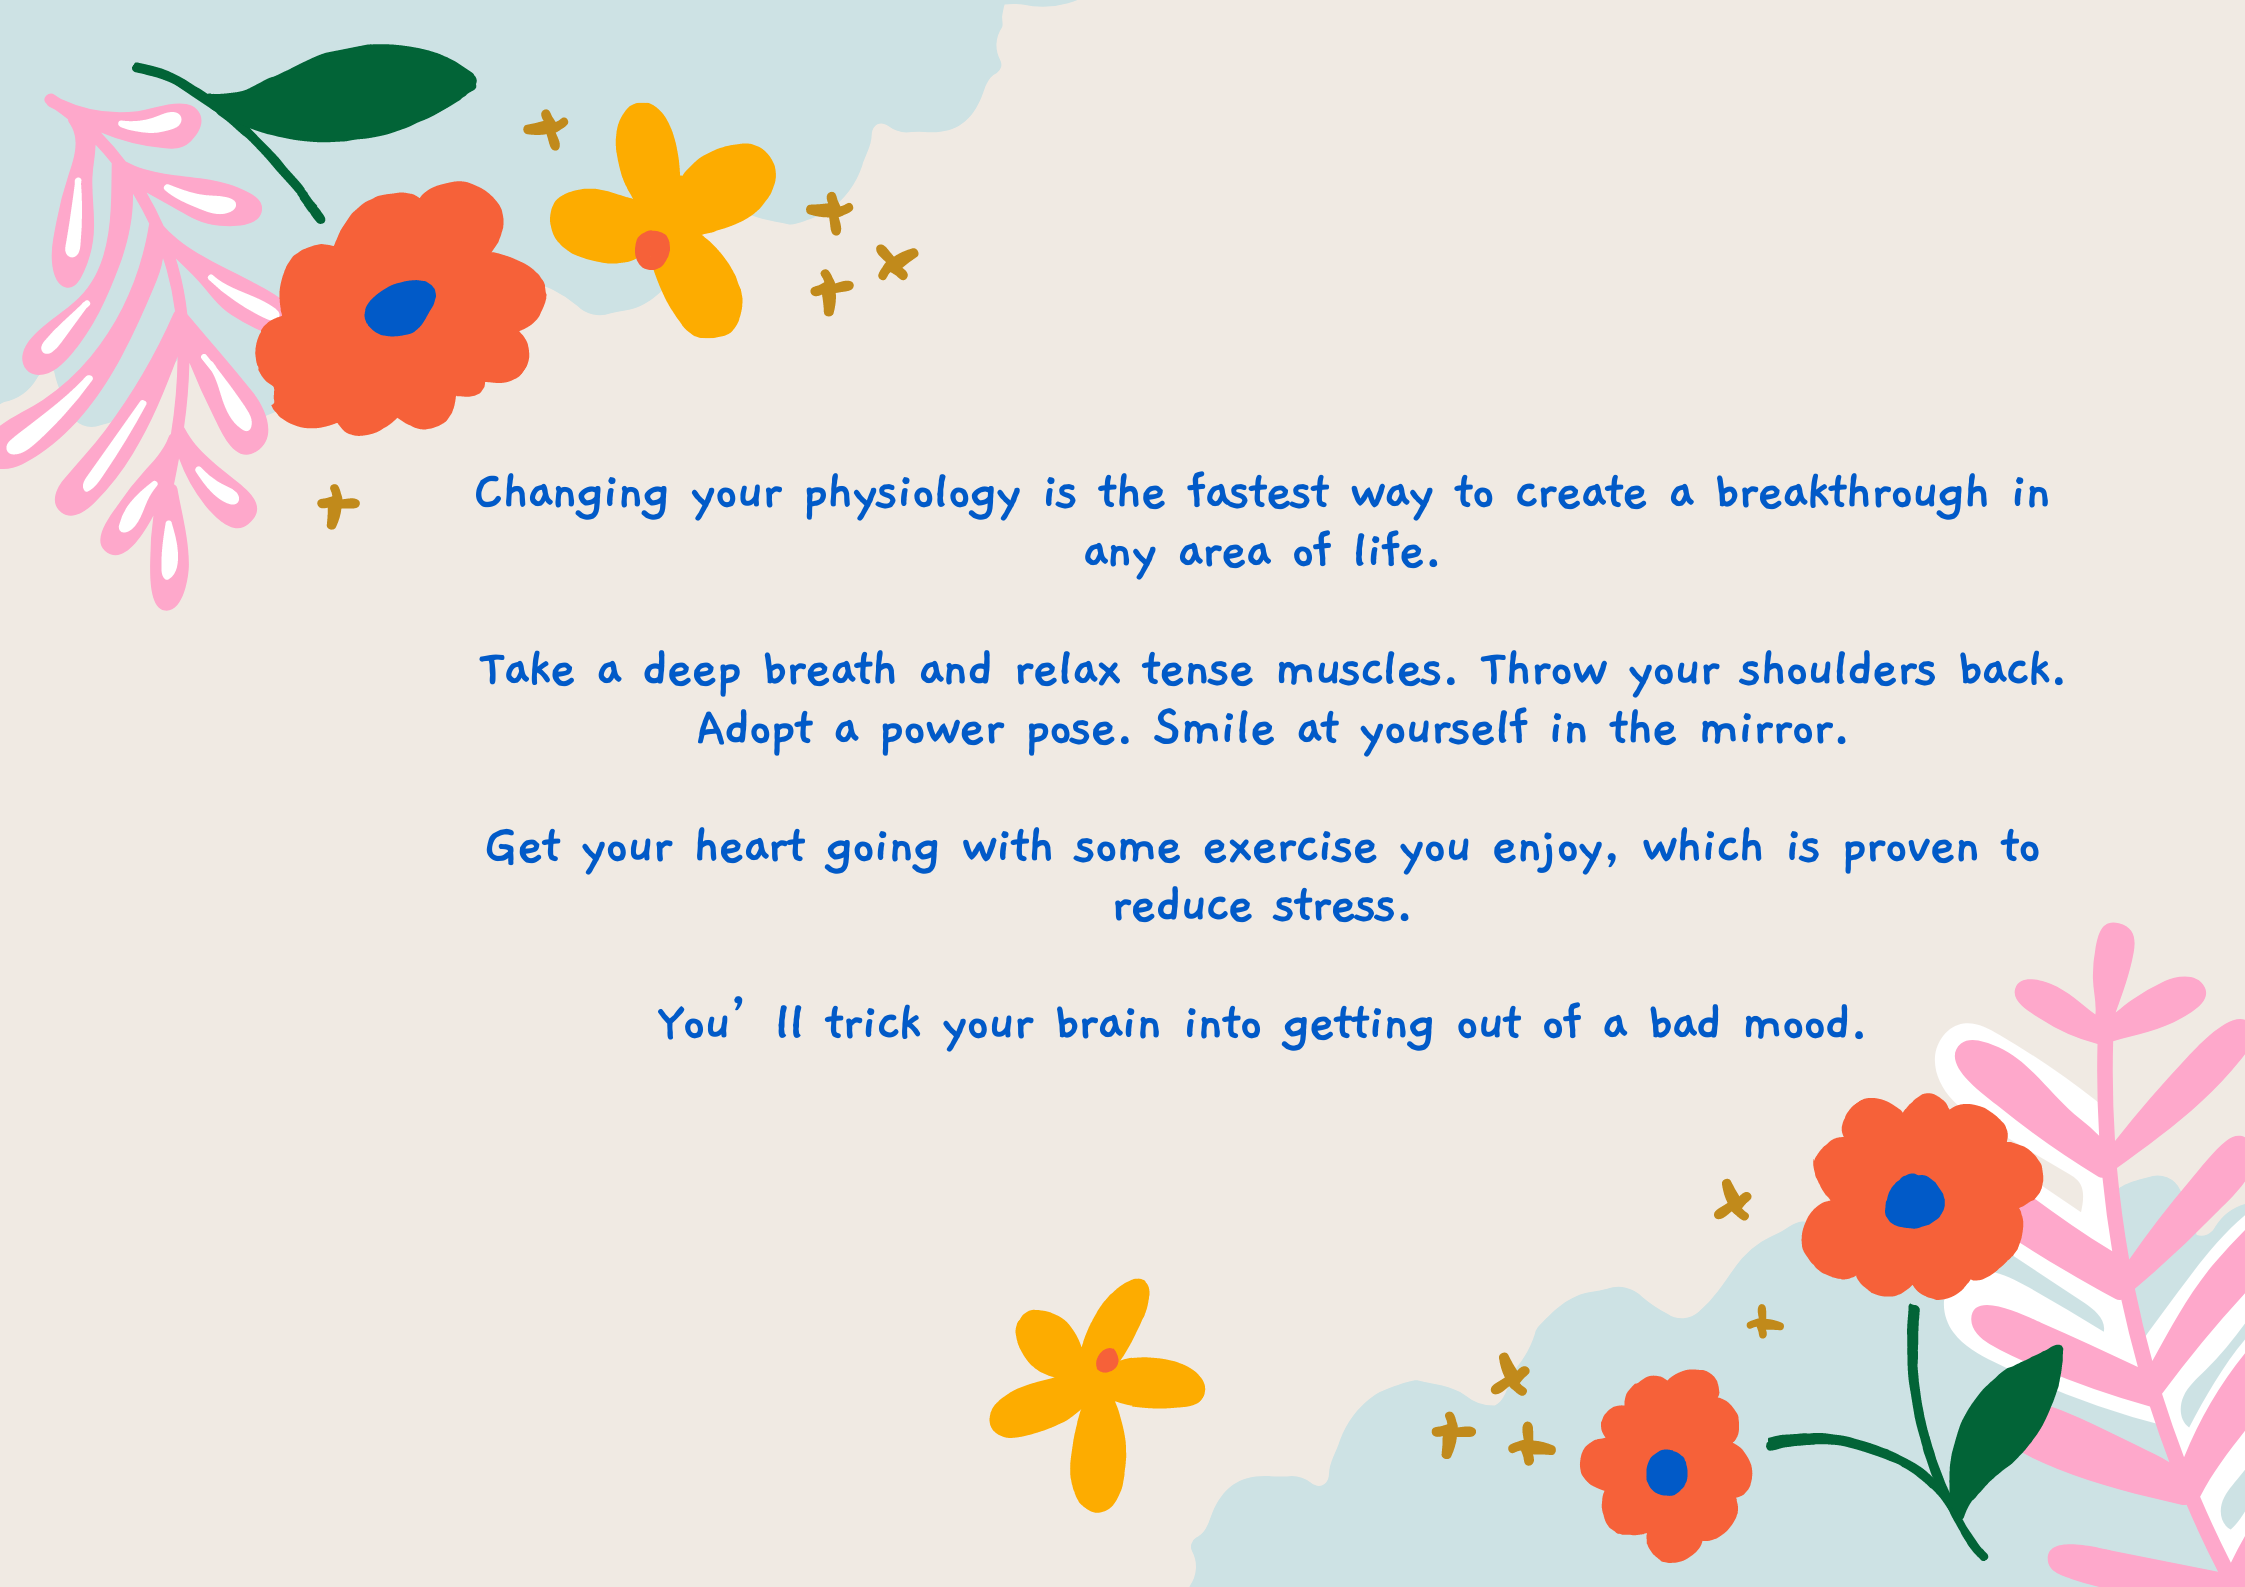 Changing your physiology is the fastest way to create a breakthrough in
any area of life.
Take a deep breath and relax tense muscles. Throw your shoulders back.
Adopt a power pose. Smile at yourself in the mirror.
Get your heart going with some exercise you enjoy, which is proven to
reduce stress.
You’ ll trick your brain into getting out of a bad mood.